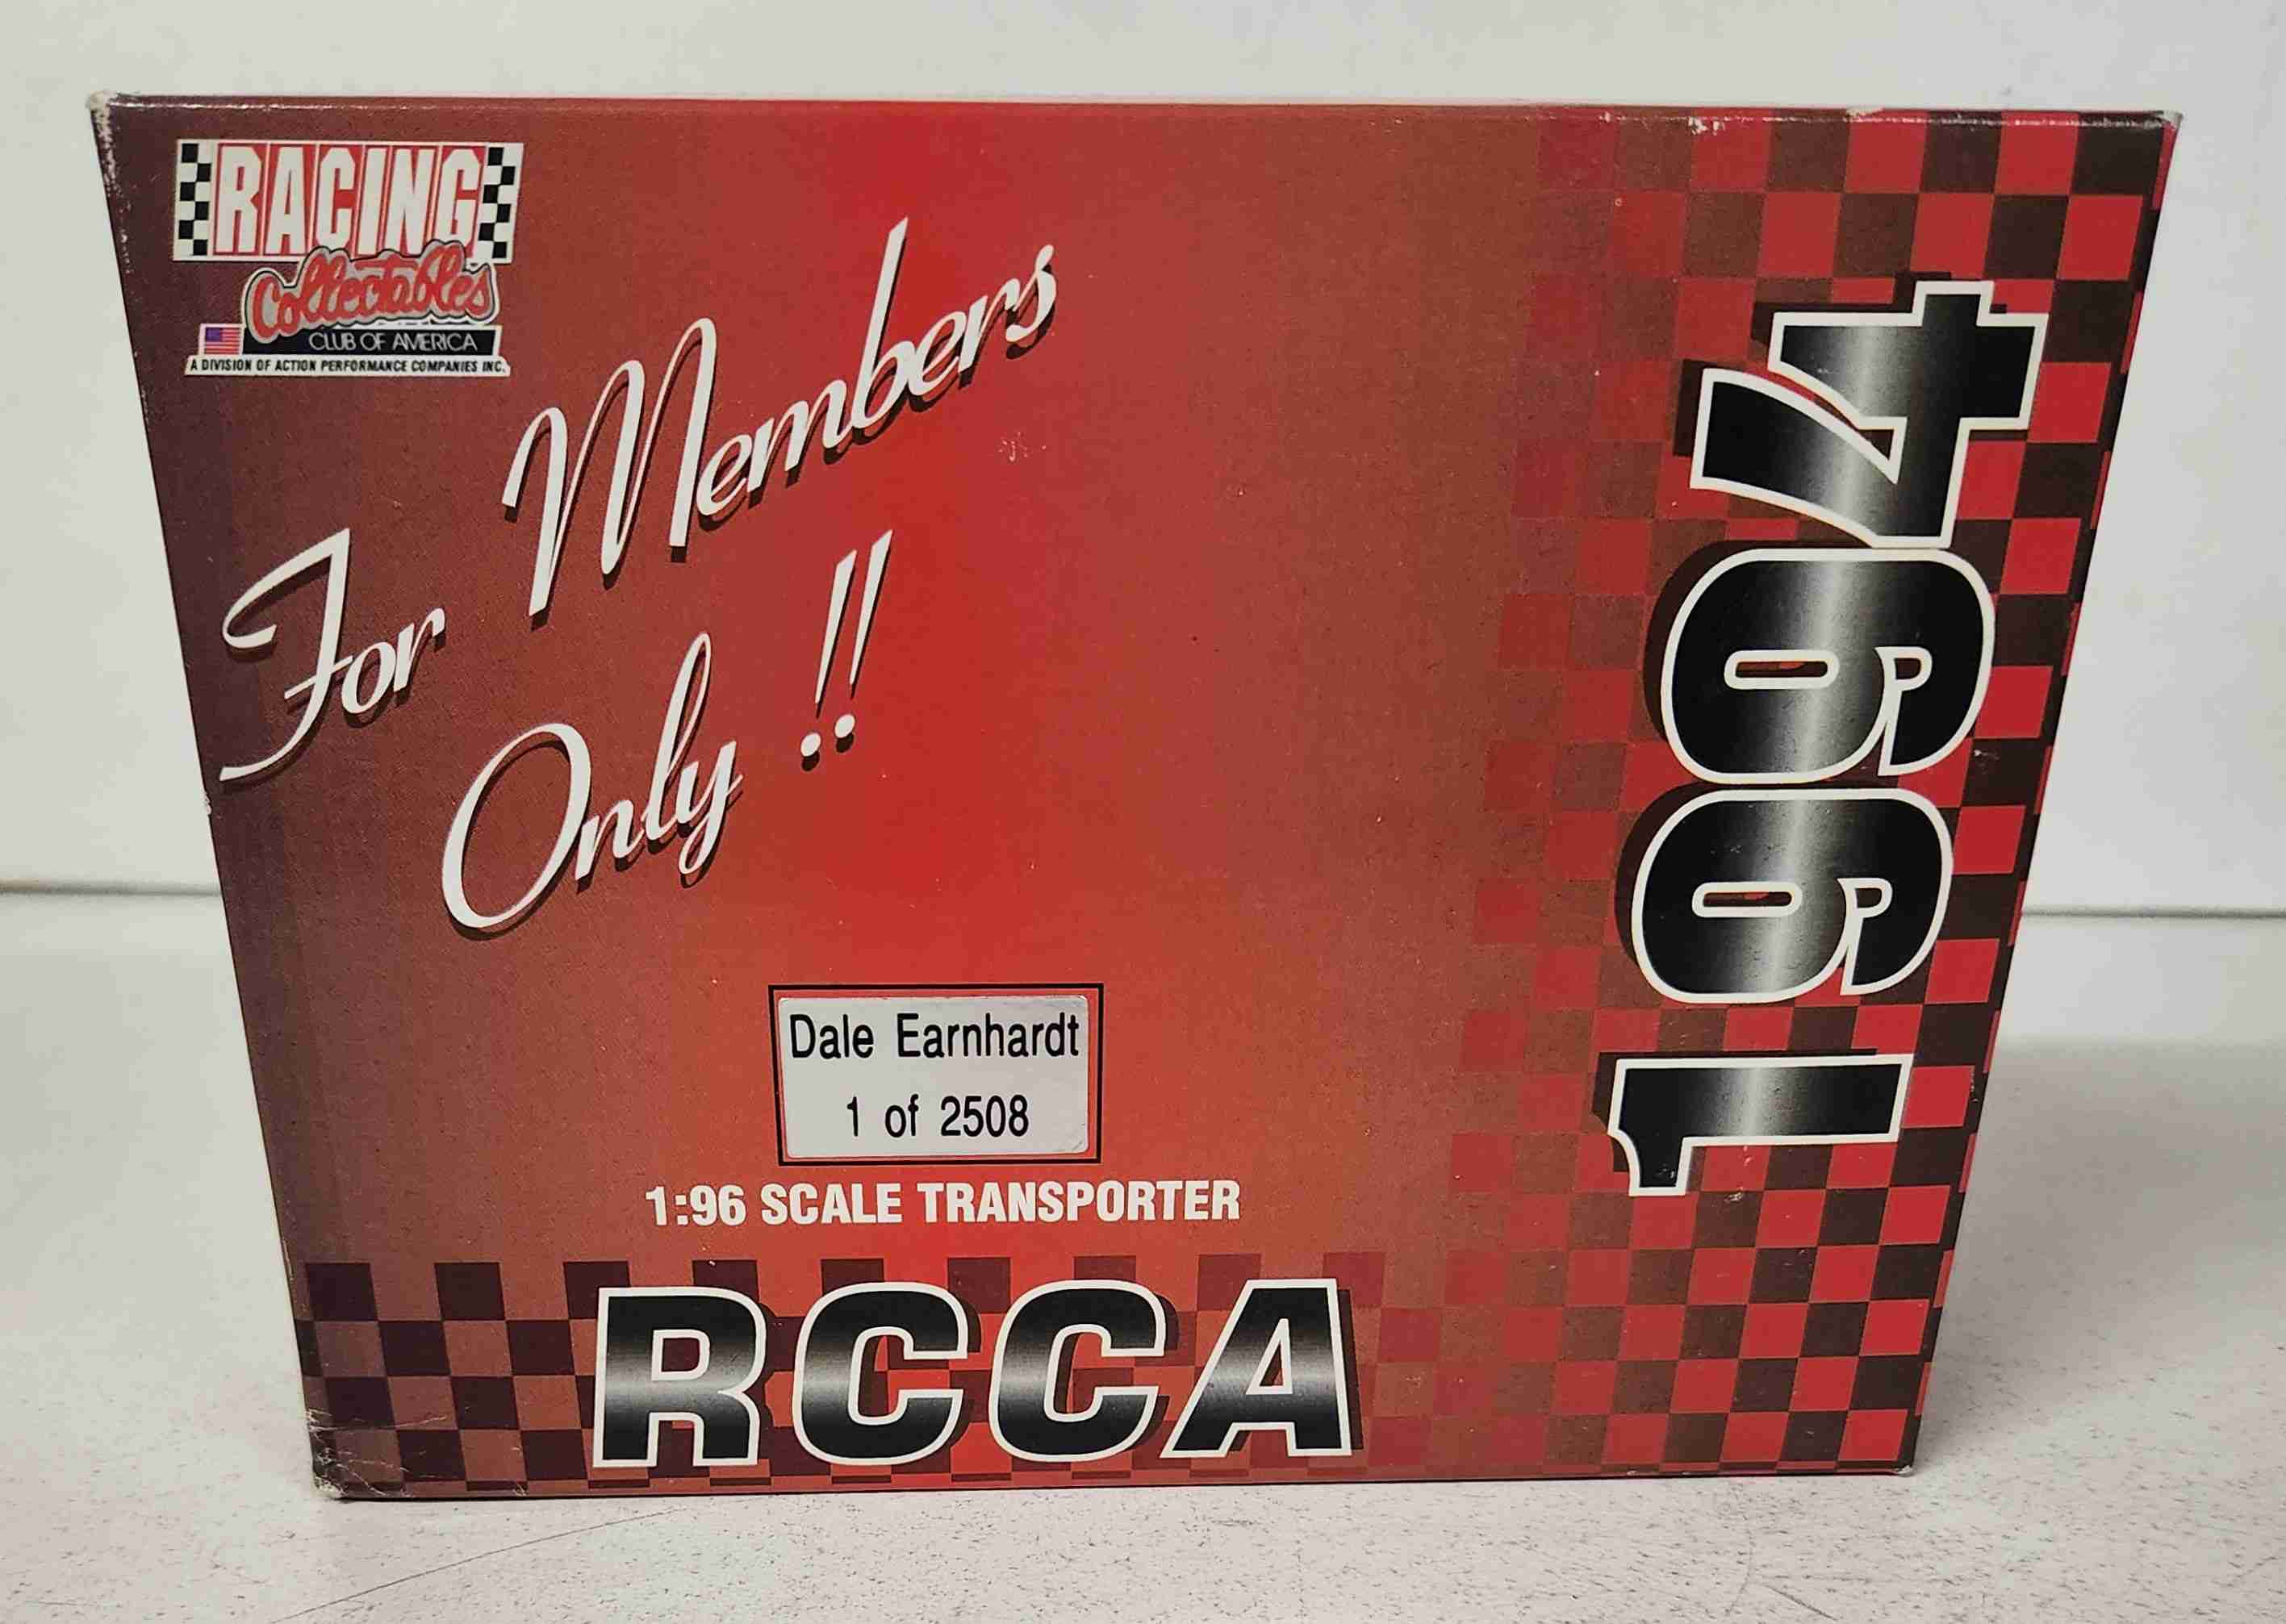 RACING
Collectables
CLUB OF AMERICA
A DIVISION OF ACTION PERFORMANCE COMPANIES INC.
For Members
Only !!
1994
Dale Earnhardt
1 of 2508
1:96 SCALE TRANSPORTER
RCCA